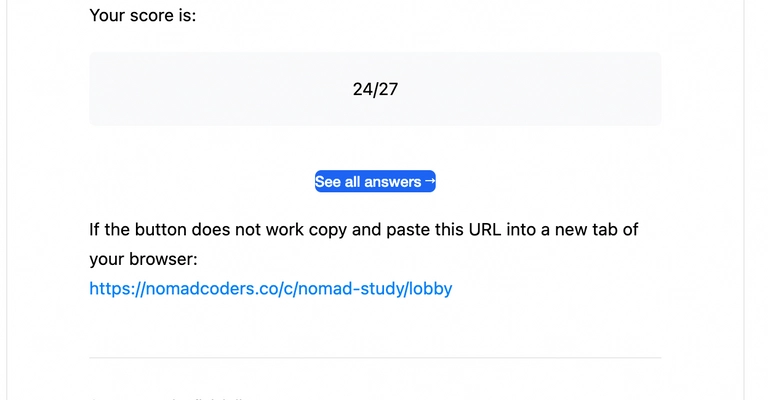 Your score is:
24/27
See all answers →
If the button does not work copy and paste this URL into a new tab of
your browser:
https://nomadcoders.co/c/nomad-study/lobby